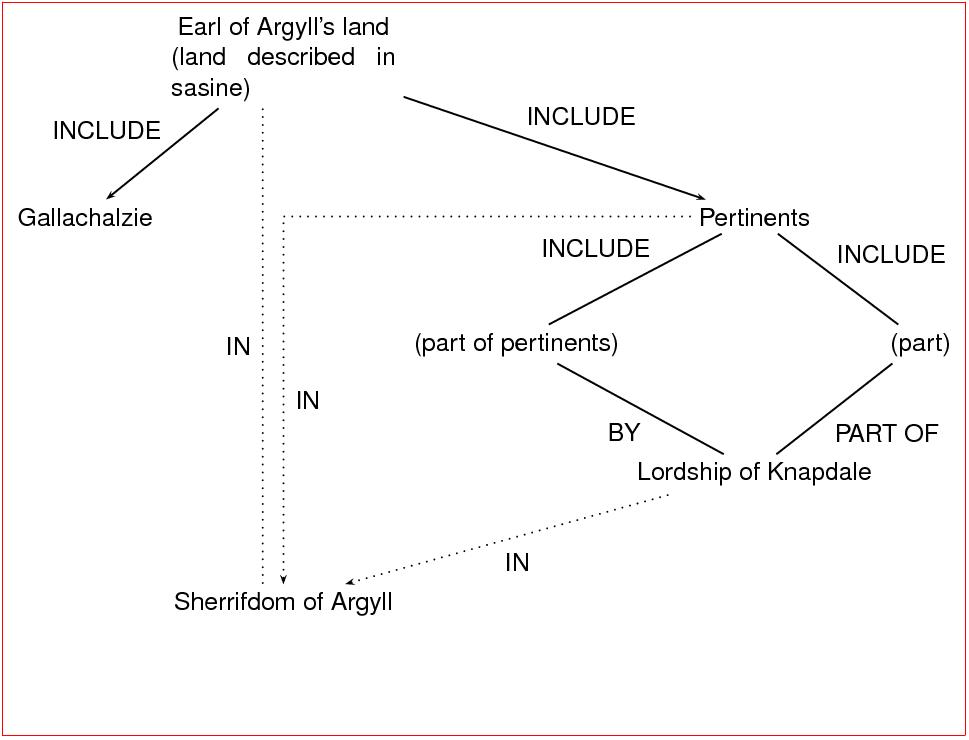 Earl of Argyll's land
(land described in
sasine)
INCLUDE
INCLUDE
Gallachalzie
Pertinents
INCLUDE
INCLUDE
IN
(part of pertinents)
(part)
IN
BY
PART OF
Lordship of Knapdale
IN
Sherrifdom of Argyll